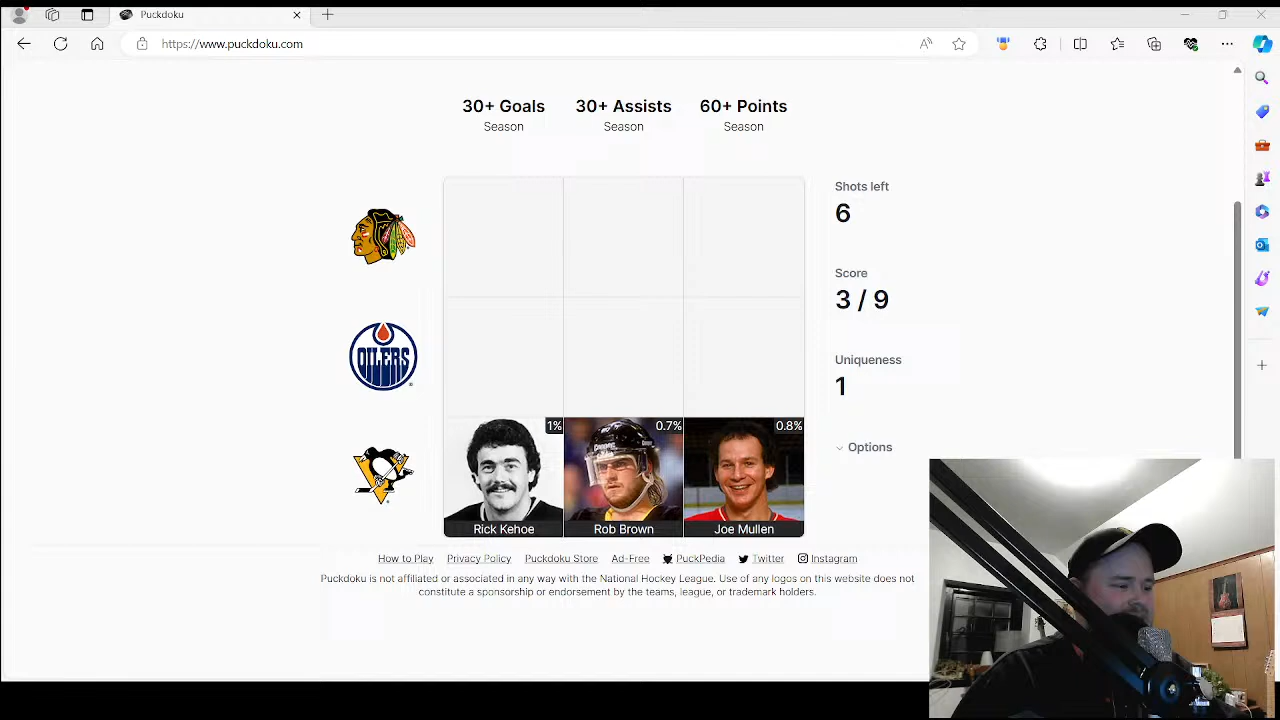 Puckdoku
https://www.puckdoku.com
30+ Goals
Season
30+ Assists
Season
60+ Points
Season
Shots left
6
Score
3 / 9
OILERS
Uniqueness
1
Options
1%
0.7%
0.8%
Rick Kehoe
Rob Brown
Joe Mullen
How to Play Privacy Policy Puckdoku Store Ad-Free PuckPedia Twitter Instagram
Puckdoku is not affiliated or associated in any way with the National Hockey League. Use of any logos on this website does not
constitute a sponsorship or endorsement by the teams, league, or trademark holders.